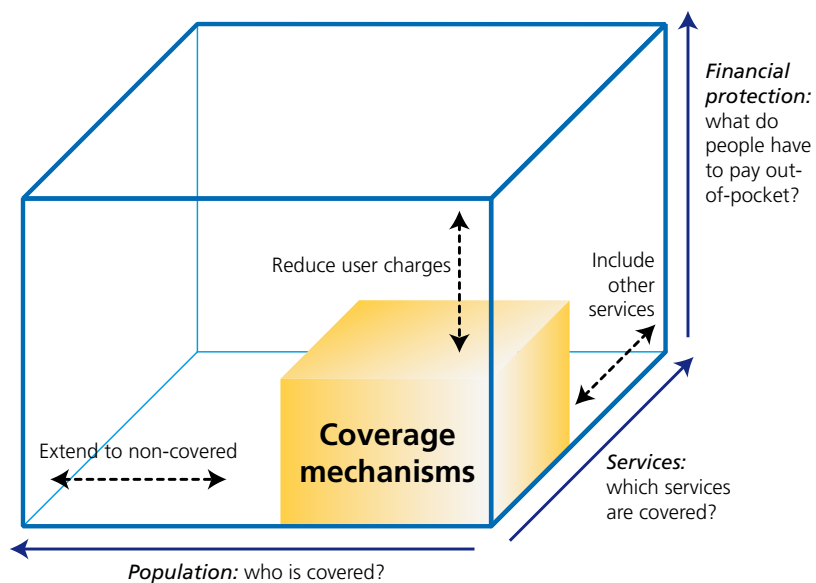 Financial
protection:
what do
people have
to pay out-
of-pocket?
Reduce user charges
Include
other
services
Coverage
mechanisms
Extend to non-covered
Services:
which services
are covered?
Population: who is covered?